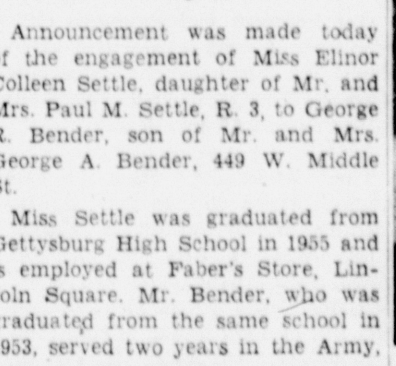 Announcement was made today
f the engagement of Miss Elinor
Colleen Settle, daughter of Mr. and
Mrs. Paul M. Settle, R. 3, to George
R. Bender, son of Mr. and Mrs.
George A. Bender, 449 W. Middle
St.
Miss Settle was graduated from
Gettysburg High School in 1955 and
s employed at Faber's Store, Lin-
oln Square. Mr. Bender, who was
raduated from the same school in
953, served two years in the Army,